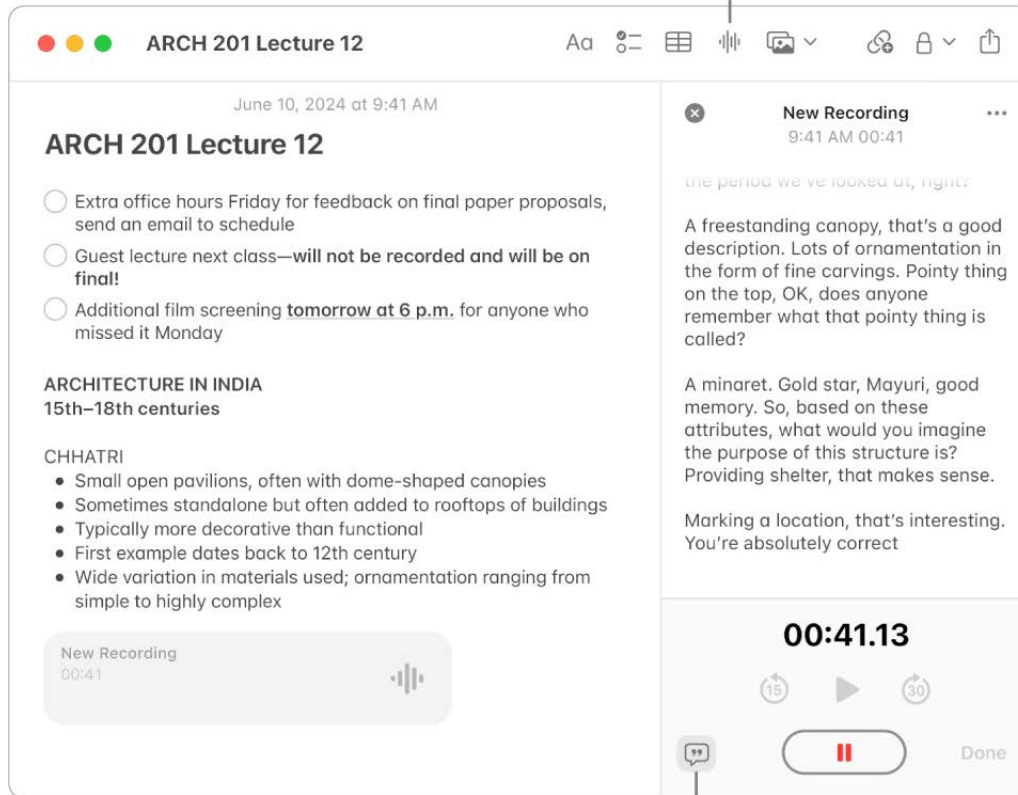 ARCH 201 Lecture 12
Aa
June 10, 2024 at 9:41 AM
ARCH 201 Lecture 12
Extra office hours Friday for feedback on final paper proposals,
send an email to schedule
Guest lecture next class—will not be recorded and will be on
final!
Additional film screening tomorrow at 6 p.m. for anyone who
missed it Monday
ARCHITECTURE IN INDIA
15th–18th centuries
CHHATRI
• Small open pavilions, often with dome-shaped canopies
• Sometimes standalone but often added to rooftops of buildings
• Typically more decorative than functional
• First example dates back to 12th century
• Wide variation in materials used; ornamentation ranging from
simple to highly complex
New Recording
00:41
New Recording
9:41 AM 00:41
the period we've looked at, right?
A freestanding canopy, that's a good
description. Lots of ornamentation in
the form of fine carvings. Pointy thing
on the top, OK, does anyone
remember what that pointy thing is
called?
A minaret. Gold star, Mayuri, good
memory. So, based on these
attributes, what would you imagine
the purpose of this structure is?
Providing shelter, that makes sense.
Marking a location, that's interesting.
You're absolutely correct
00:41.13
15
30
Done